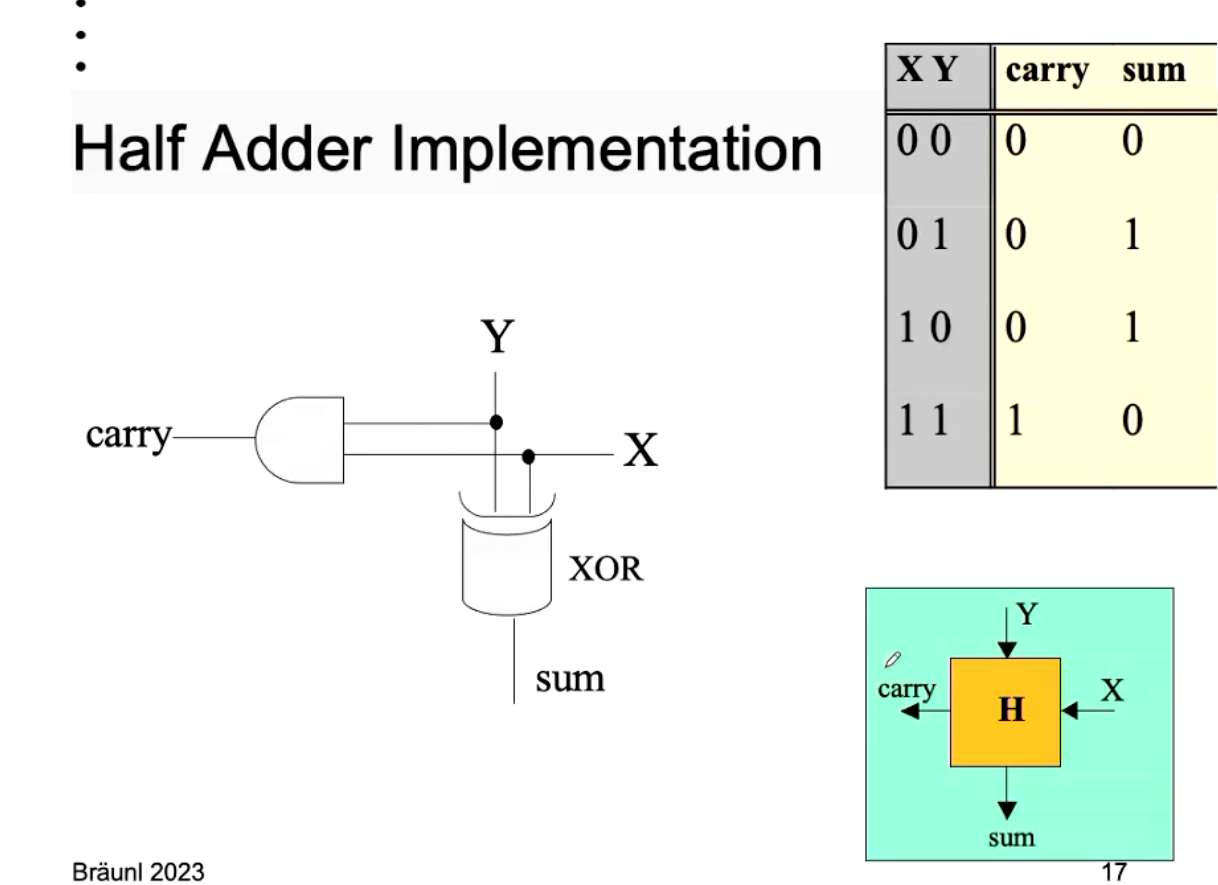 Half Adder Implementation
X Y carry sum
0 0 0 0
0 1 0 1
1 0 0 1
1 1 1 0
Y
carry
X
XOR
sum
Y
carry
X
H
sum
Bräunl 2023
17